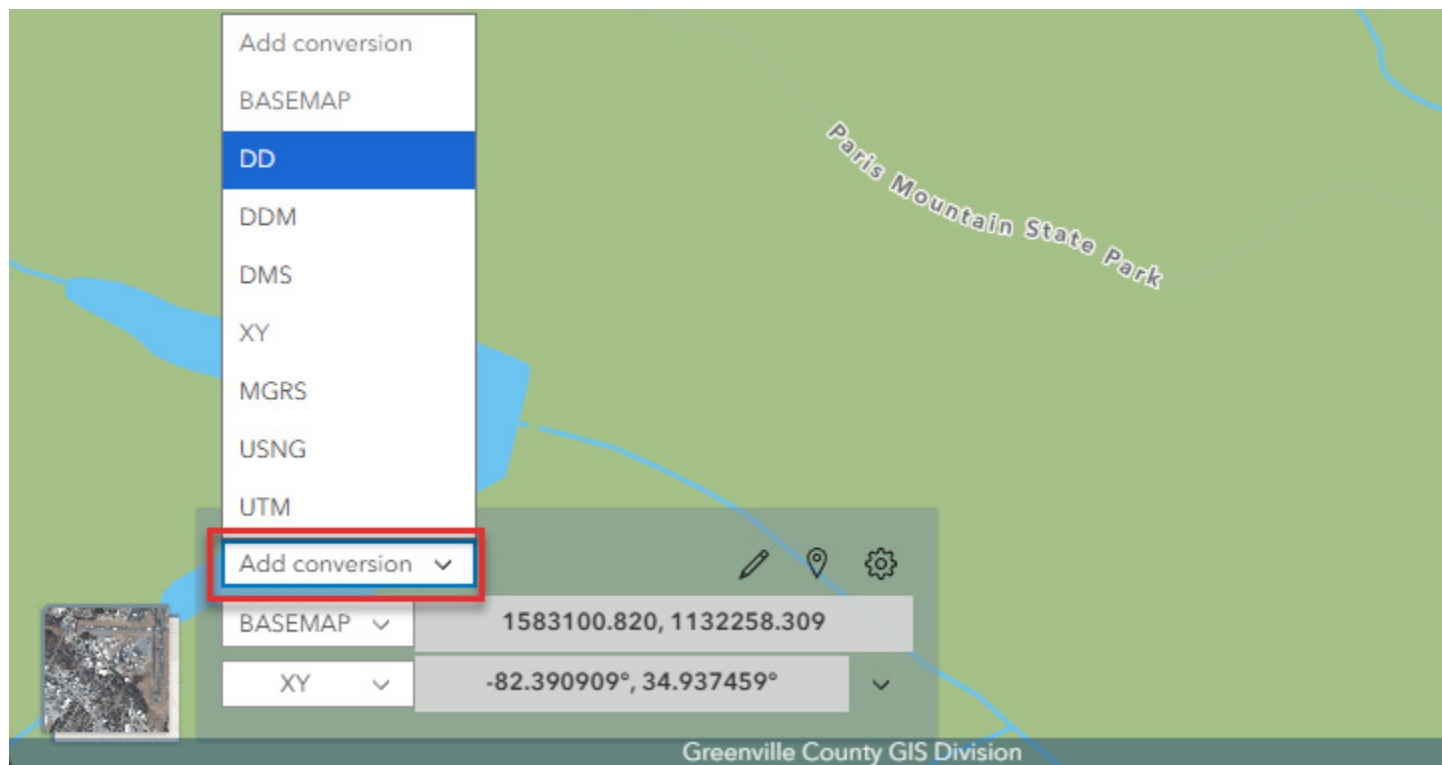 Add conversion
BASEMAP
DD
DDM
DMS
XY
MGRS
USNG
UTM
Add conversion
BASEMAP 1583100.820, 1132258.309
XY -82.390909°, 34.937459°
Paris Mountain State Park
Greenville County GIS Division